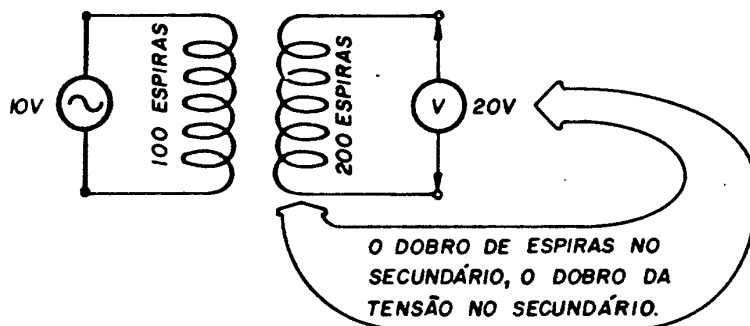 10V
100 ESPIRAS
200 ESPIRAS
V
20V
O DOBRO DE ESPIRAS NO
SECUNDÁRIO, O DOBRO DA
TENSÃO NO SECUNDÁRIO.